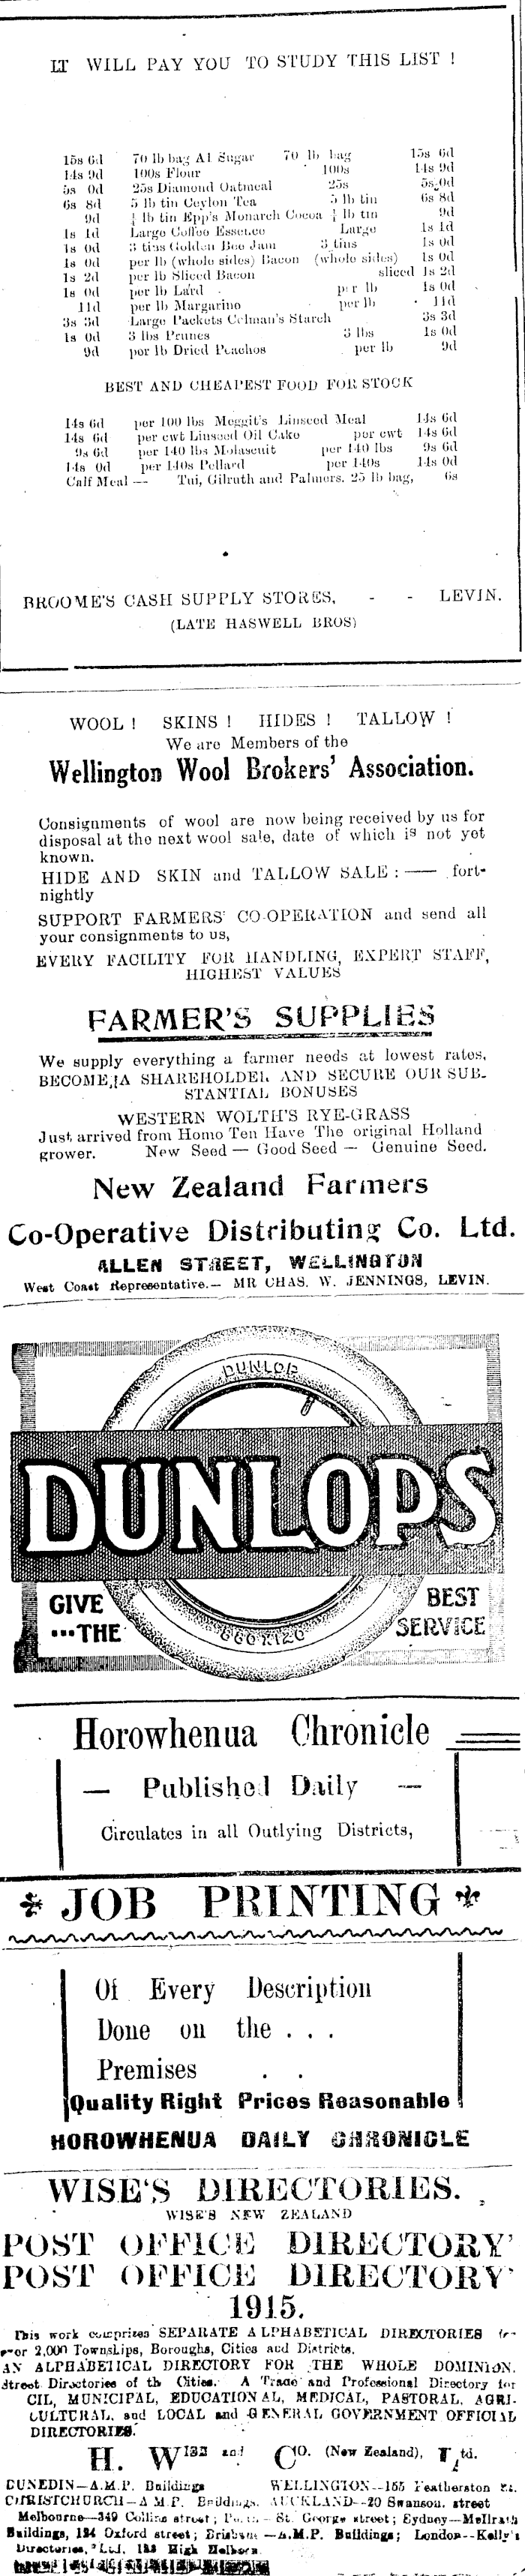 IT WILL PAY YOU TO STUDY THIS LIST !
15s 6d 70 lb bag A1 Sugar 70 lb bag 15s 6d
14s 9d 100s Flour 100s 14s 9d
5s 0d 25s Diamond Oatmeal 25s 5s 0d
6s 8d 5 lb tin Ceylon Tea 5 lb tin 6s 8d
9d ¼ lb tin Epp's Monarch Cocoa ¼ lb tin 9d
1s 1d Large Coffee Essence Large 1s 1d
1s 0d 3 tins Golden Bee Jam 3 tins 1s 0d
1s 0d per lb (whole sides) Bacon (whole sides) 1s 0d
1s 2d per lb Sliced Bacon sliced 1s 2d
1s 0d per lb Lard per lb 1s 0d
11d per lb Margarine per lb 11d
3s 3d Large Packets Colman's Starch 3s 3d
1s 0d 3 lbs Prunes 3 lbs 1s 0d
9d per lb Dried Peaches per lb 9d
BEST AND CHEAPEST FOOD FOR STOCK
14s 6d per 100 lbs Meggit's Linseed Meal 14s 6d
14s 6d per cwt Linseed Oil Cake per cwt 14s 6d
9s 6d per 140 lbs Molascuit per 140 lbs 9s 6d
14s 0d per 140s Pollard per 140s 14s 0d
Calf Meal — Tui, Gilruth and Palmers. 25 lb bag, 6s
BROOME'S CASH SUPPLY STORES, - - LEVIN.
(LATE HASWELL BROS)
WOOL ! SKINS ! HIDES ! TALLOW !
We are Members of the
Wellington Wool Brokers' Association.
Consignments of wool are now being received by us for
disposal at the next wool sale, date of which is not yet
known.
HIDE AND SKIN and TALLOW SALE : — fort-
nightly
SUPPORT FARMERS' CO-OPERATION and send all
your consignments to us,
EVERY FACILITY FOR HANDLING, EXPERT STAFF,
HIGHEST VALUES
FARMER'S SUPPLIES
We supply everything a farmer needs at lowest rates.
BECOME A SHAREHOLDER AND SECURE OUR SUB-
STANTIAL BONUSES
WESTERN WOLTH'S RYE-GRASS
Just arrived from Homo Ten Have The original Holland
grower. New Seed — Good Seed — Genuine Seed.
New Zealand Farmers
Co-Operative Distributing Co. Ltd.
ALLEN STREET, WELLINGTON
West Coast Representative.— MR CHAS. W. JENNINGS, LEVIN.
DUNLOP
DUNLOPS
GIVE BEST
...THE SERVICE
Horowhenua Chronicle
— Published Daily —
Circulates in all Outlying Districts,
JOB PRINTING
Of Every Description
Done on the . . .
Premises . .
Quality Right Prices Reasonable
HOROWHENUA DAILY CHRONICLE
WISE'S DIRECTORIES.
WISE'S NEW ZEALAND
POST OFFICE DIRECTORY
POST OFFICE DIRECTORY
1915.
This work comprises SEPARATE ALPHABETICAL DIRECTORIES for
over 2,000 Townships, Boroughs, Cities and Districts.
AN ALPHABETICAL DIRECTORY FOR THE WHOLE DOMINION.
Street Directories of th Cities. A Trade and Professional Directory for
CIL, MUNICIPAL, EDUCATIONAL, MEDICAL, PASTORAL, AGRI-
CULTURAL, and LOCAL and GENERAL GOVERNMENT OFFICIAL
DIRECTORIES.
H. WISE and CO. (New Zealand), Ltd.
DUNEDIN—A.M.P. Buildings WELLINGTON--155 Featherston st.
CHRISTCHURCH—A M P. Buildings. AUCKLAND--20 Swanson street
Melbourne—349 Collins street; St. George street; Sydney—McIlrath
Buildings, 194 Oxford street; Brisbane—A.M.P. Buildings; London--Kelly's
Directories, Ltd. 182 High Holborn.